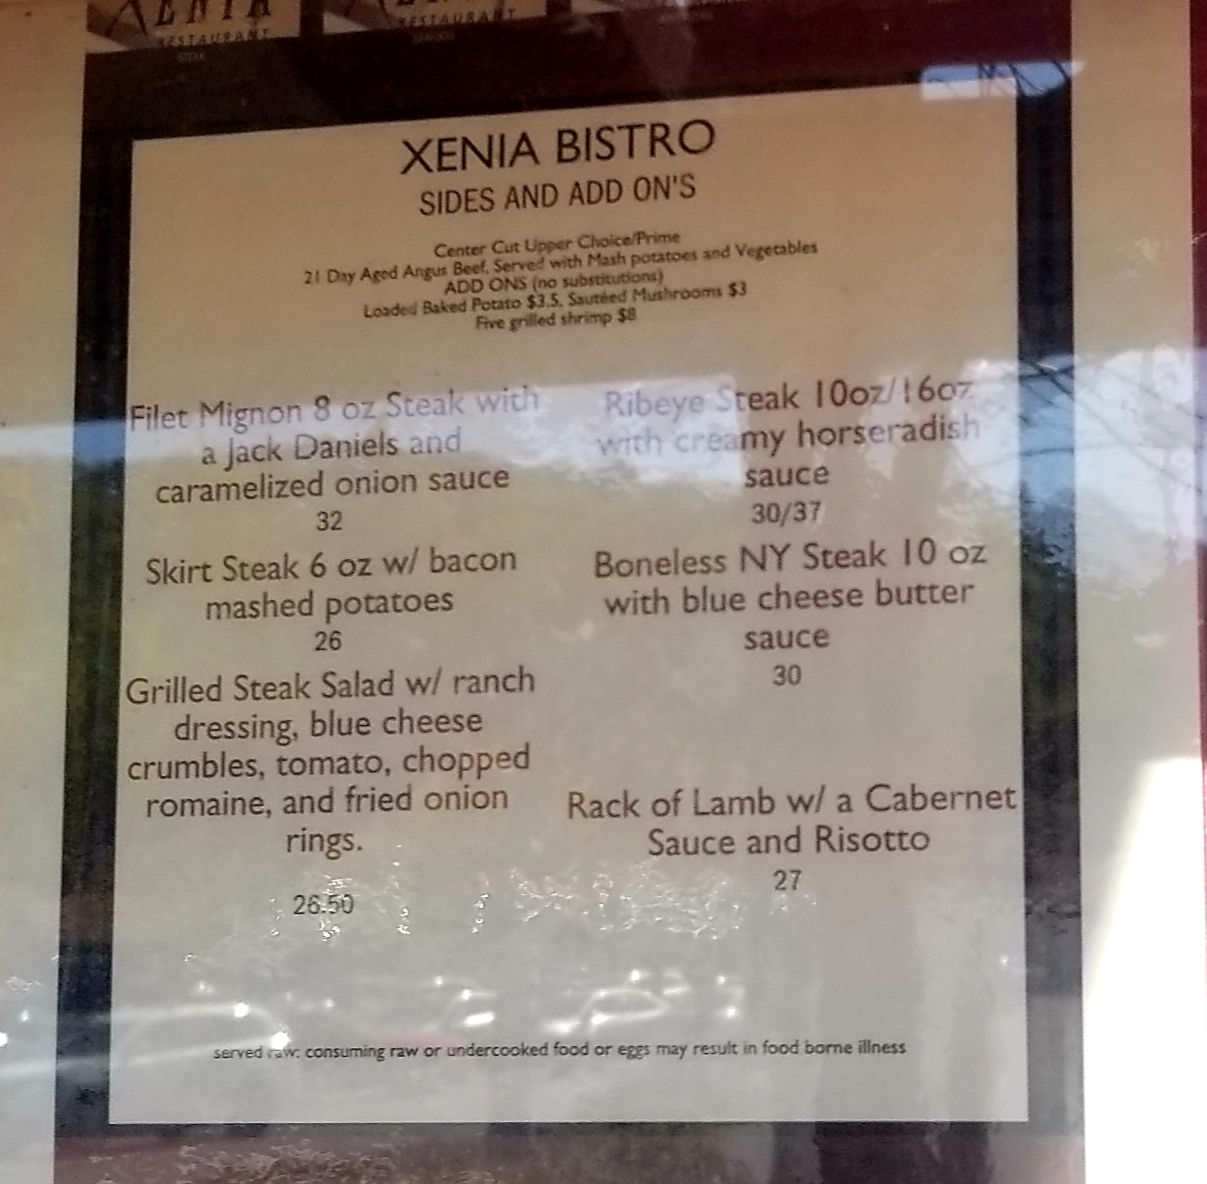 RESTAURANT
RESTAURANT
XENIA BISTRO
SIDES AND ADD ON'S
Center Cut Upper Choice/Prime
21 Day Aged Angus Beef, Served with Mash potatoes and Vegetables
ADD ONS (no substitutions)
Loaded Baked Potato $3.5, Sautéed Mushrooms $3
Five grilled shrimp $8
Filet Mignon 8 oz Steak with
a Jack Daniels and
caramelized onion sauce
32
Skirt Steak 6 oz w/ bacon
mashed potatoes
26
Grilled Steak Salad w/ ranch
dressing, blue cheese
crumbles, tomato, chopped
romaine, and fried onion
rings.
26.50
Ribeye Steak 10oz/16oz
with creamy horseradish
sauce
30/37
Boneless NY Steak 10 oz
with blue cheese butter
sauce
30
Rack of Lamb w/ a Cabernet
Sauce and Risotto
27
served raw: consuming raw or undercooked food or eggs may result in food borne illness